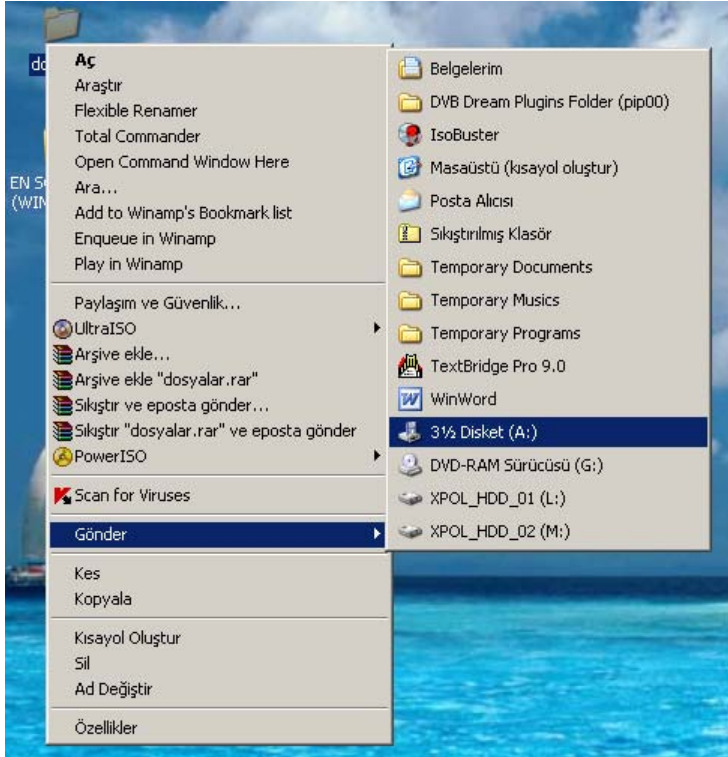 Aç
Araştır
Flexible Renamer
Total Commander
Open Command Window Here
Ara...
Add to Winamp's Bookmark list
Enqueue in Winamp
Play in Winamp
Paylaşım ve Güvenlik...
UltraISO
Arşive ekle...
Arşive ekle "dosyalar.rar"
Sıkıştır ve eposta gönder...
Sıkıştır "dosyalar.rar" ve eposta gönder
PowerISO
Scan for Viruses
Gönder
Kes
Kopyala
Kısayol Oluştur
Sil
Ad Değiştir
Özellikler
Belgelerim
DVB Dream Plugins Folder (pip00)
IsoBuster
Masaüstü (kısayol oluştur)
Posta Alıcısı
Sıkıştırılmış Klasör
Temporary Documents
Temporary Musics
Temporary Programs
TextBridge Pro 9.0
WinWord
3½ Disket (A:)
DVD-RAM Sürücüsü (G:)
XPOL_HDD_01 (L:)
XPOL_HDD_02 (M:)
EN